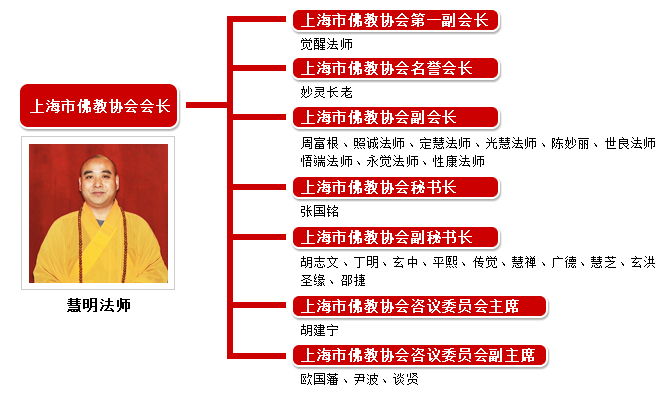 上海市佛教协会会长
慧明法师
上海市佛教协会第一副会长
觉醒法师
上海市佛教协会名誉会长
妙灵长老
上海市佛教协会副会长
周富根、照诚法师、定慧法师、光慧法师、陈妙丽、世良法师
悟端法师、永觉法师、性康法师
上海市佛教协会秘书长
张国铭
上海市佛教协会副秘书长
胡志文、丁明、玄中、平熙、传觉、慧禅、广德、慧芝、玄洪
圣缘、邵捷
上海市佛教协会咨议委员会主席
胡建宁
上海市佛教协会咨议委员会副主席
欧国藩、尹波、谈贤